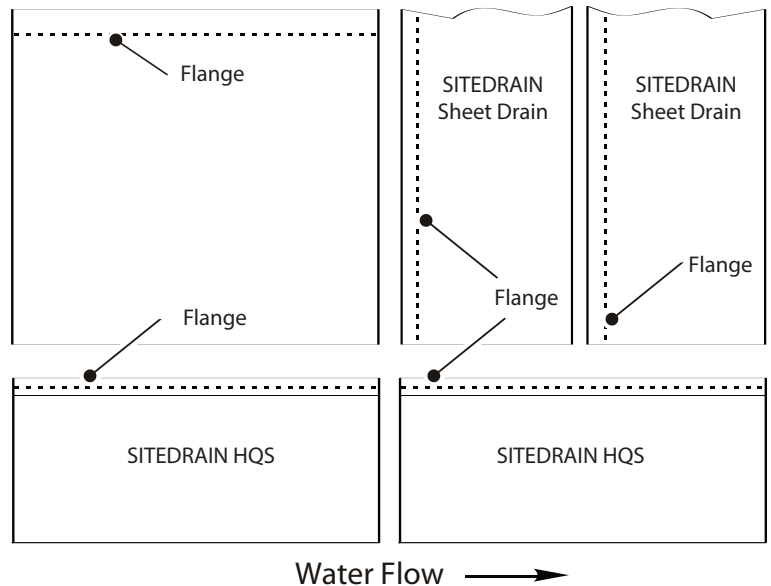 Flange
SITEDRAIN
Sheet Drain
SITEDRAIN
Sheet Drain
Flange
Flange
Flange
SITEDRAIN HQS
SITEDRAIN HQS
Water Flow